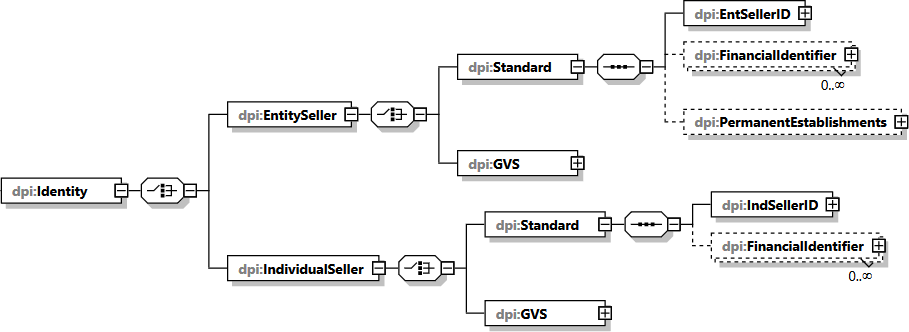 dpi:EntSellerID
dpi:FinancialIdentifier
0..∞
dpi:Standard
dpi:PermanentEstablishments
dpi:EntitySeller
dpi:GVS
dpi:Identity
dpi:IndSellerID
dpi:Standard
dpi:FinancialIdentifier
0..∞
dpi:IndividualSeller
dpi:GVS